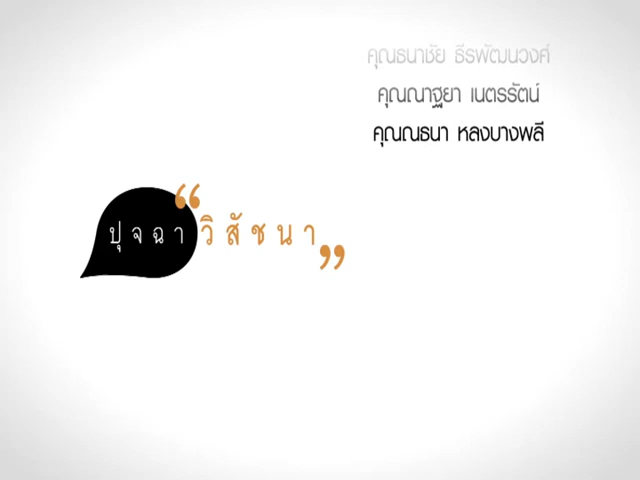 คุณธนาชัย ธีรพัฒนวงศ์
คุณณาฐยา เนตรรัตน์
คุณณธนา หลงบางพลี
ปุจฉา “วิสัชนา”